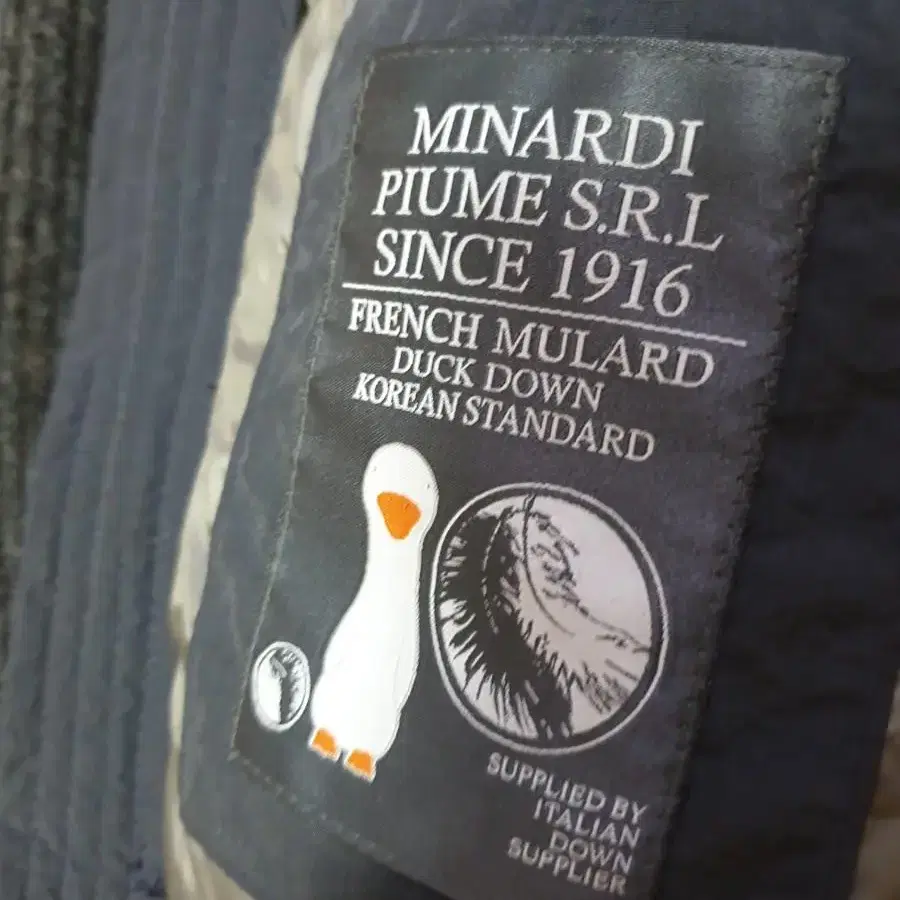 MINARDI
PIUME S.R.L
SINCE 1916
FRENCH MULARD
DUCK DOWN
KOREAN STANDARD
SUPPLIED BY
ITALIAN
DOWN
SUPPLIER